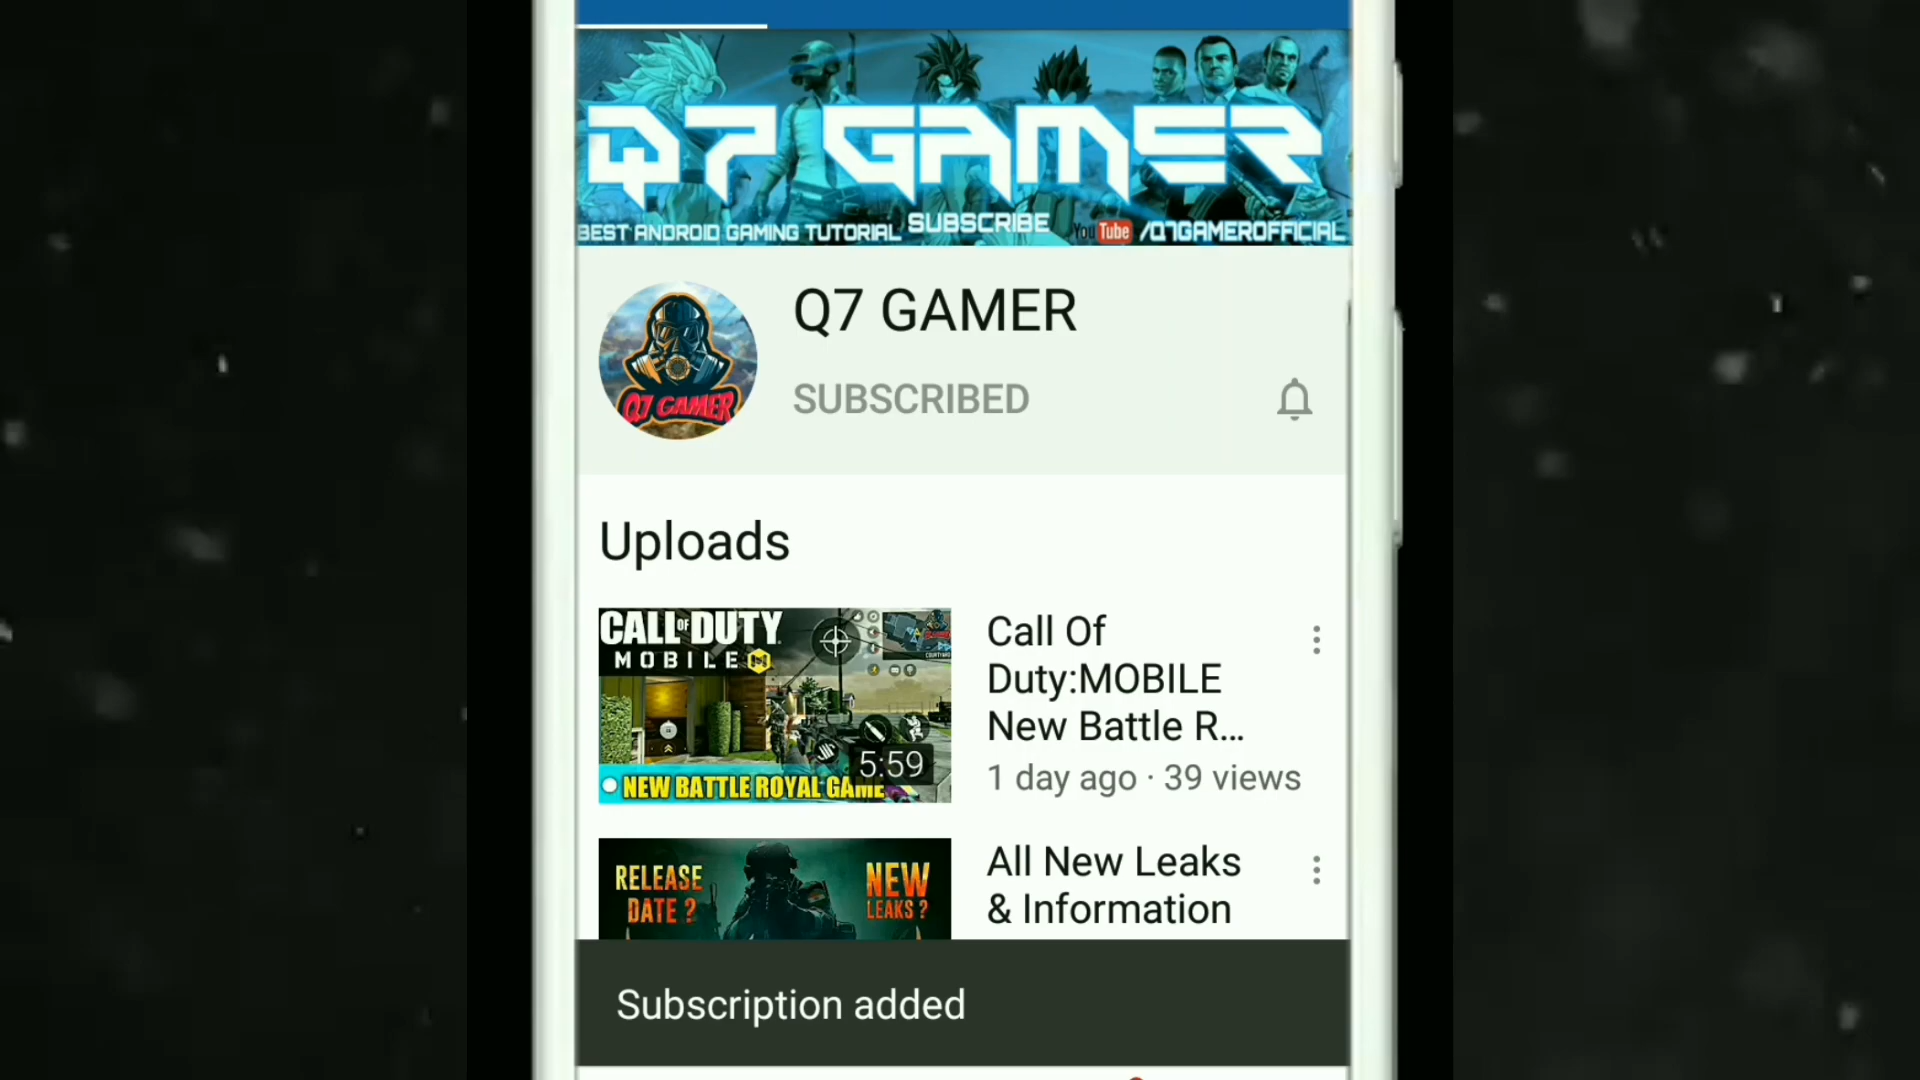 Q7 GAMER
BEST ANDROID GAMING TUTORIAL SUBSCRIBE YouTube /Q7GAMEROFFICIAL
Q7 GAMER
Q7 GAMER
SUBSCRIBED
Uploads
CALL OF DUTY
MOBILE
5:59
NEW BATTLE ROYAL GAME
Call Of
Duty:MOBILE
New Battle R...
1 day ago · 39 views
RELEASE
DATE ?
NEW
LEAKS ?
All New Leaks
& Information
Subscription added